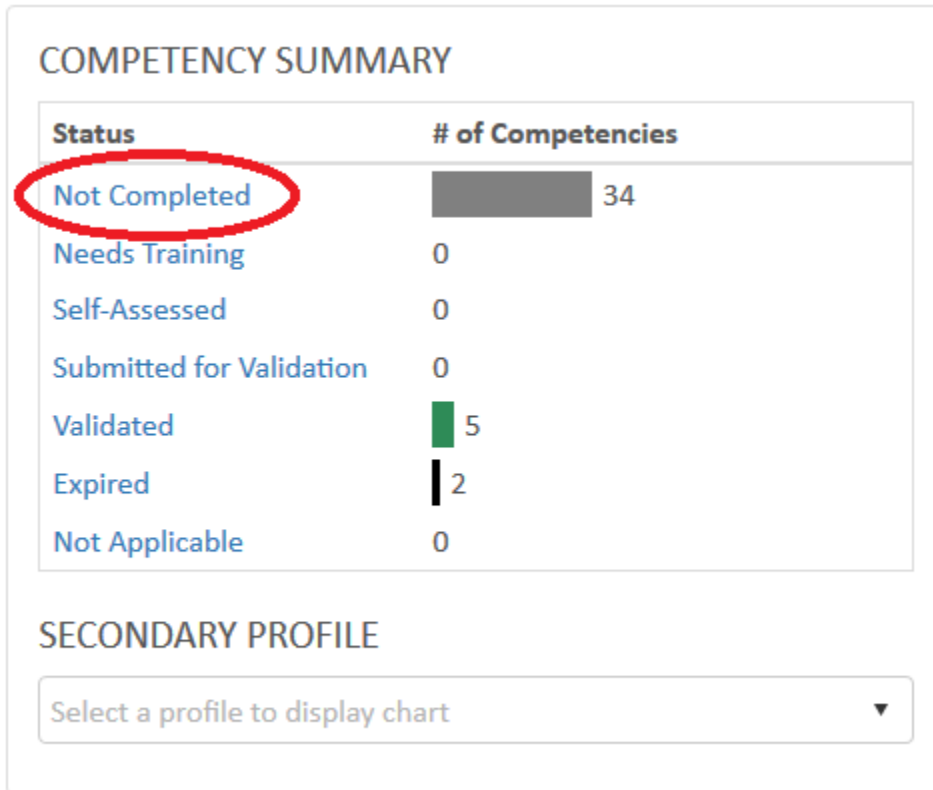 COMPETENCY SUMMARY
Status # of Competencies
Not Completed 34
Needs Training 0
Self-Assessed 0
Submitted for Validation 0
Validated 5
Expired 2
Not Applicable 0
SECONDARY PROFILE
Select a profile to display chart